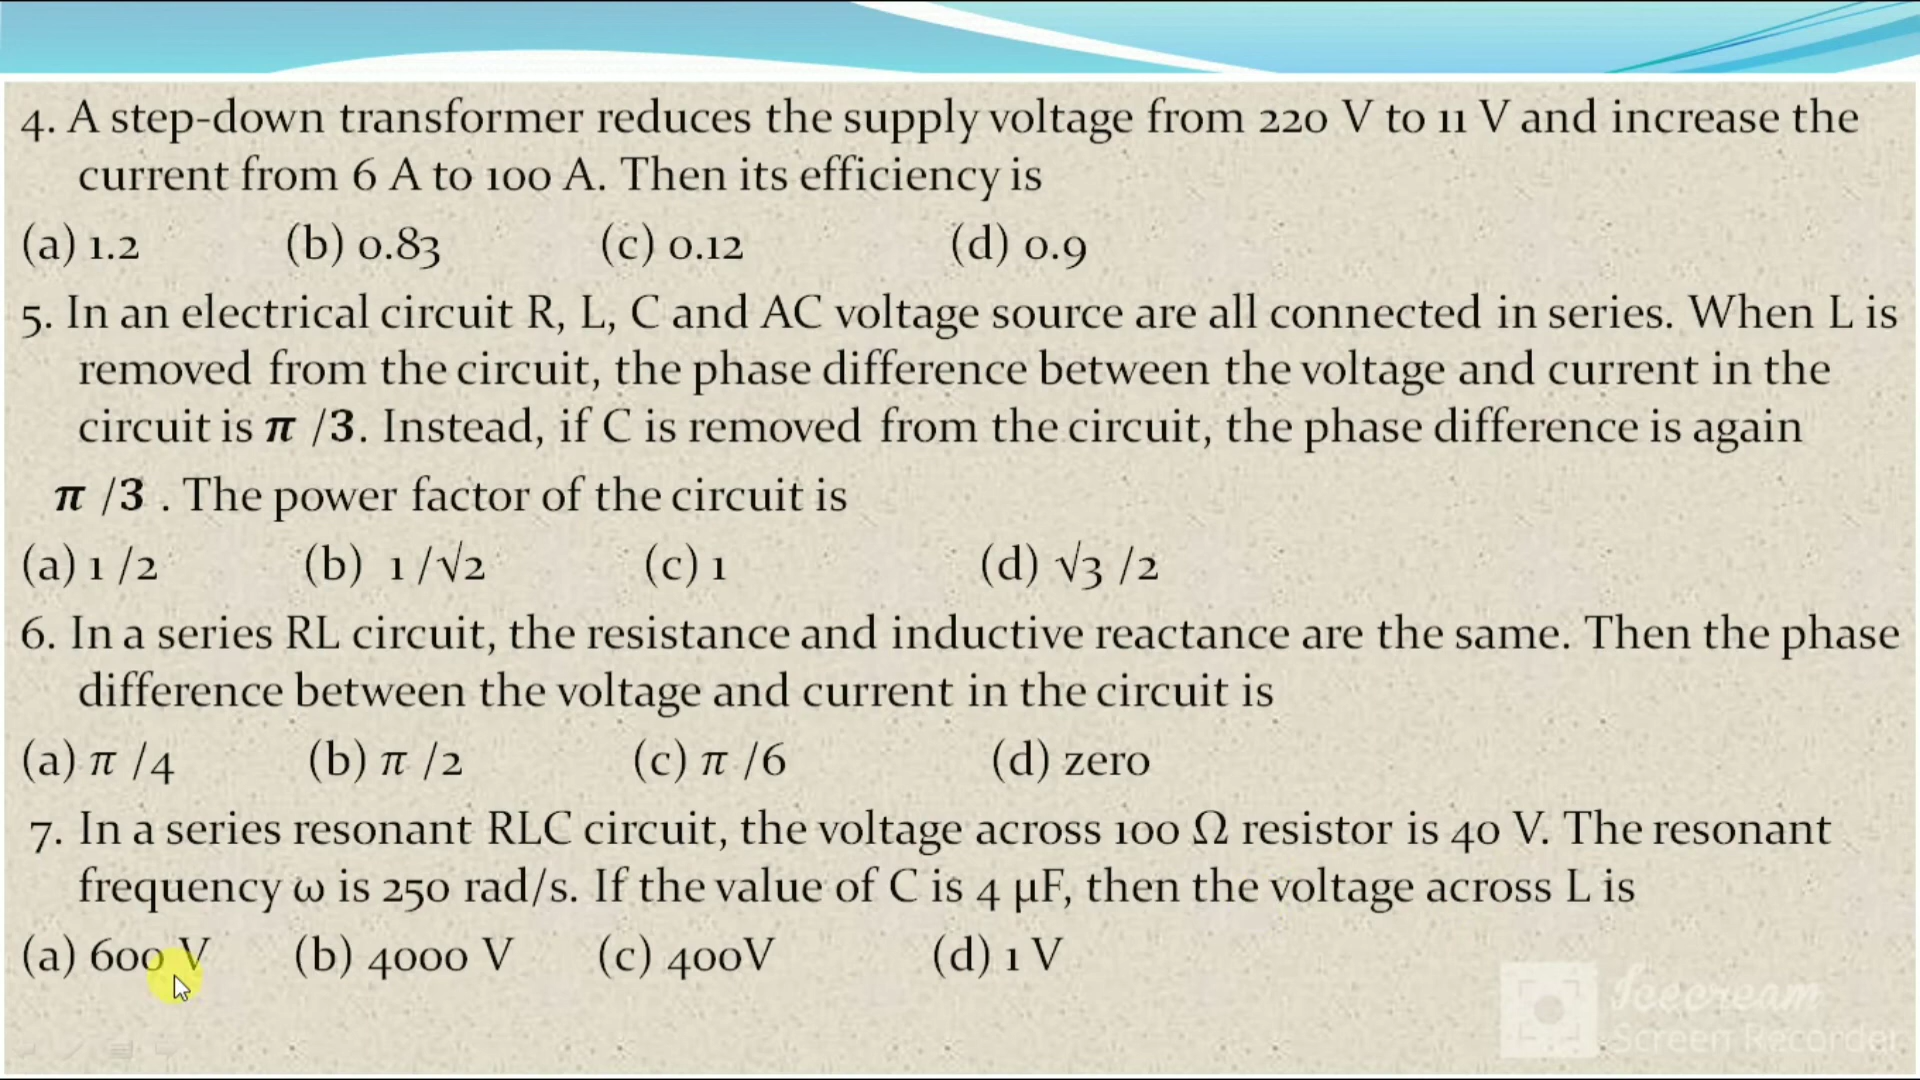 4. A step-down transformer reduces the supply voltage from 220 V to 11 V and increase the
current from 6 A to 100 A. Then its efficiency is
(a) 1.2 (b) 0.83 (c) 0.12 (d) 0.9
5. In an electrical circuit R, L, C and AC voltage source are all connected in series. When L is
removed from the circuit, the phase difference between the voltage and current in the
circuit is π /3. Instead, if C is removed from the circuit, the phase difference is again
π /3 . The power factor of the circuit is
(a) 1 /2 (b) 1 /√2 (c) 1 (d) √3 /2
6. In a series RL circuit, the resistance and inductive reactance are the same. Then the phase
difference between the voltage and current in the circuit is
(a) π /4 (b) π /2 (c) π /6 (d) zero
7. In a series resonant RLC circuit, the voltage across 100 Ω resistor is 40 V. The resonant
frequency ω is 250 rad/s. If the value of C is 4 μF, then the voltage across L is
(a) 600 V (b) 4000 V (c) 400V (d) 1 V
Icecream
Screen Recorder